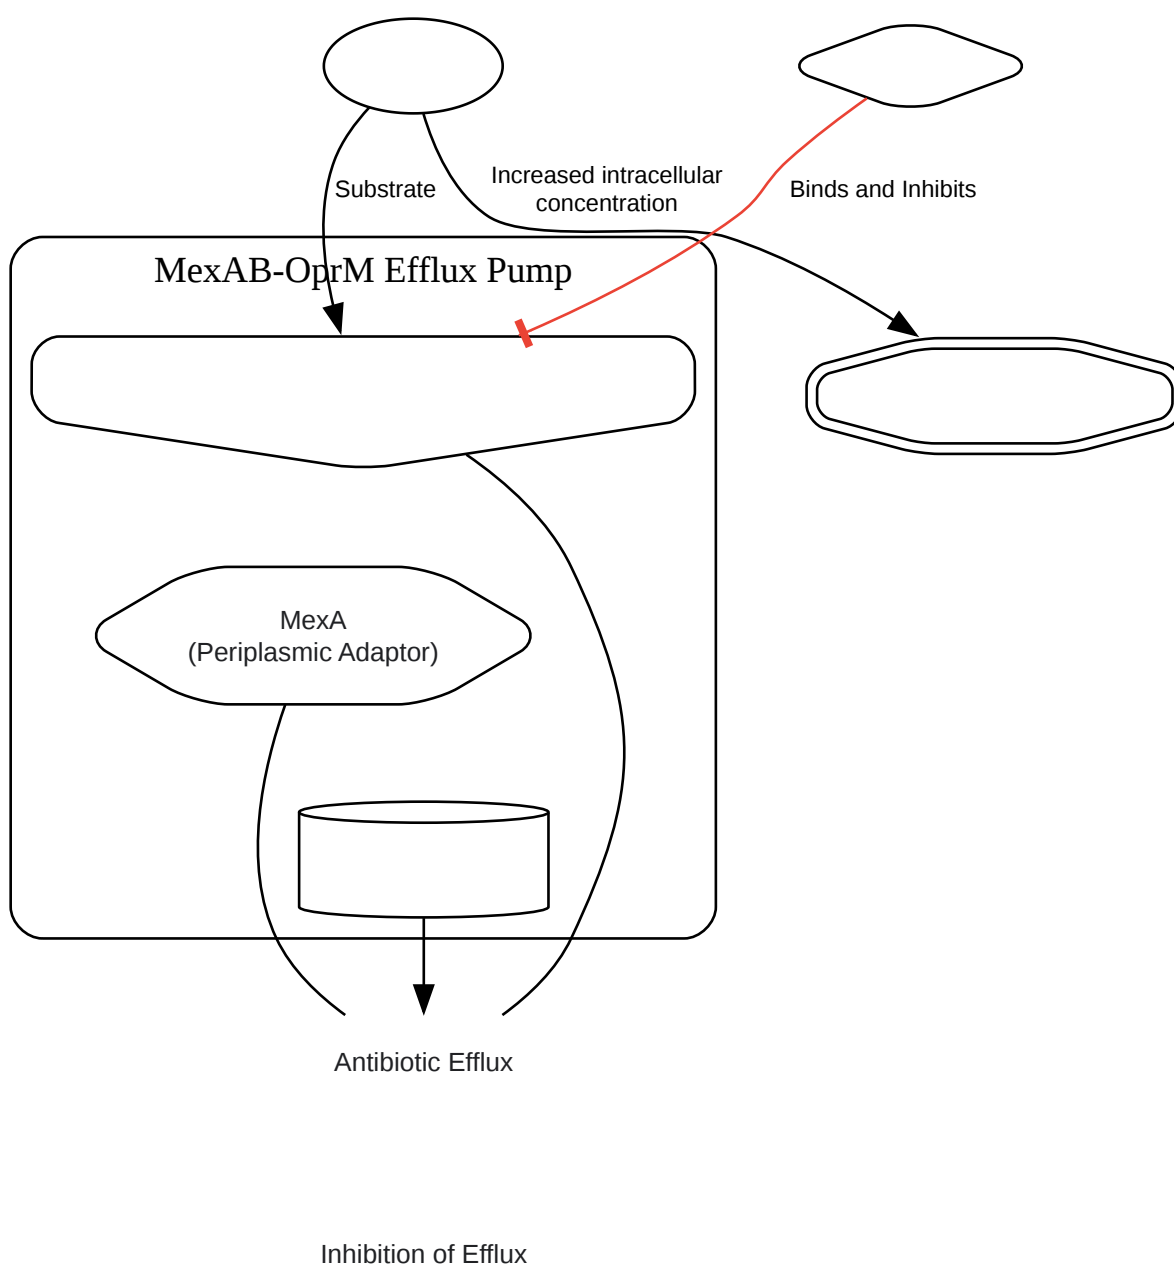 Increased intracellular
concentration
Substrate
Binds and Inhibits
MexAB-OprM Efflux Pump
MexA
(Periplasmic Adaptor)
Antibiotic Efflux
Inhibition of Efflux